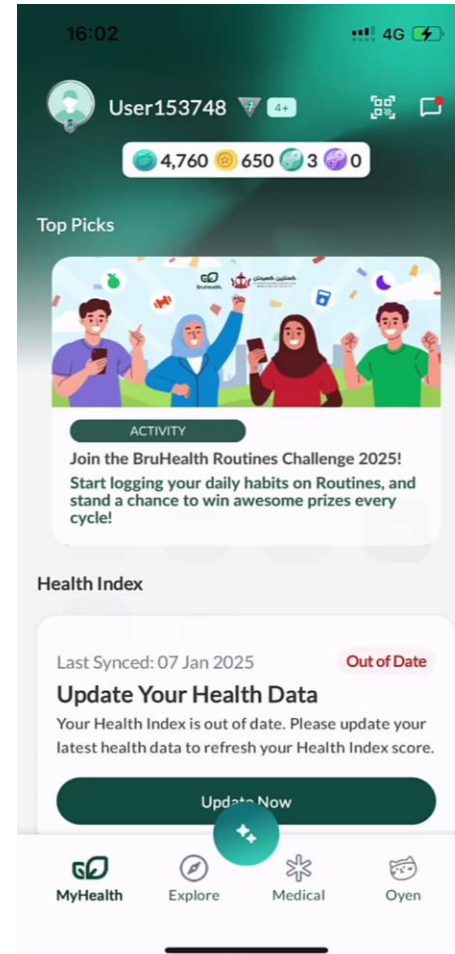 16:02
4G
User153748
4+
4,760
650
3
0
Top Picks
BruHealth
ACTIVITY
Join the BruHealth Routines Challenge 2025!
Start logging your daily habits on Routines, and
stand a chance to win awesome prizes every
cycle!
Health Index
Last Synced: 07 Jan 2025
Out of Date
Update Your Health Data
Your Health Index is out of date. Please update your
latest health data to refresh your Health Index score.
Update Now
MyHealth
Explore
Medical
Oyen